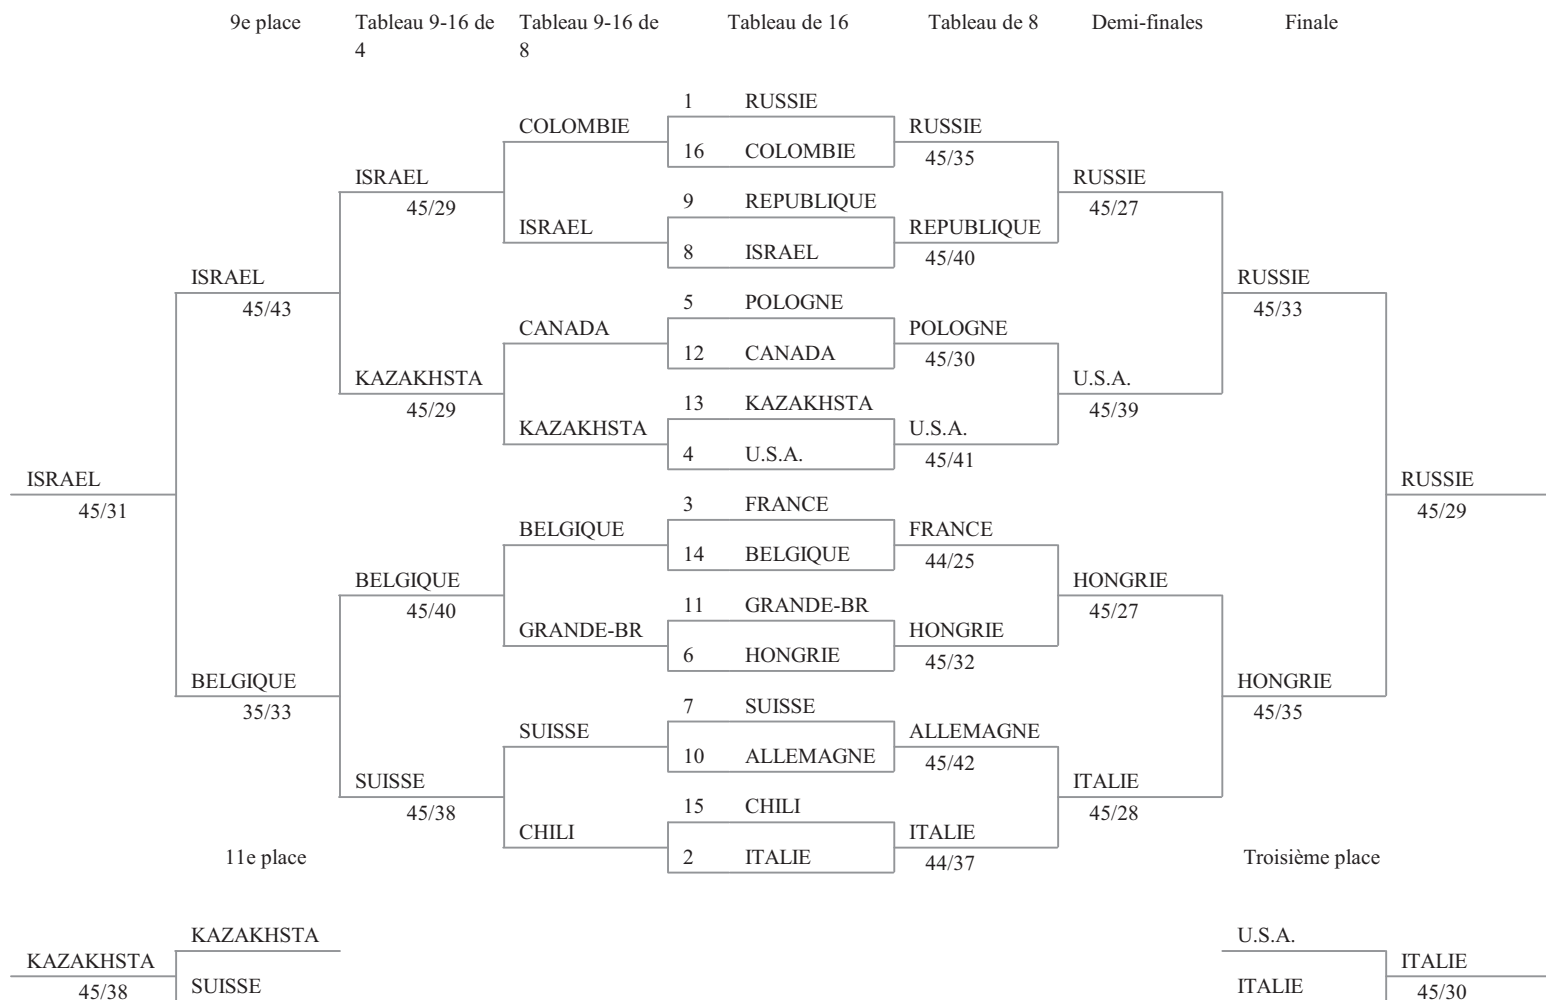 9e place
Tableau 9-16 de
4
Tableau 9-16 de
8
Tableau de 16
Tableau de 8
Demi-finales
Finale
1 RUSSIE
COLOMBIE
RUSSIE
16 COLOMBIE
45/35
ISRAEL
RUSSIE
45/29
9 REPUBLIQUE
45/27
ISRAEL
REPUBLIQUE
8 ISRAEL
45/40
ISRAEL
RUSSIE
45/43
5 POLOGNE
45/33
CANADA
POLOGNE
12 CANADA
45/30
KAZAKHSTA
U.S.A.
45/29
13 KAZAKHSTA
45/39
KAZAKHSTA
U.S.A.
4 U.S.A.
45/41
ISRAEL
RUSSIE
45/31
3 FRANCE
45/29
BELGIQUE
FRANCE
14 BELGIQUE
44/25
BELGIQUE
HONGRIE
45/40
11 GRANDE-BR
45/27
GRANDE-BR
HONGRIE
6 HONGRIE
45/32
BELGIQUE
HONGRIE
35/33
7 SUISSE
45/35
SUISSE
ALLEMAGNE
10 ALLEMAGNE
45/42
SUISSE
ITALIE
45/38
15 CHILI
45/28
CHILI
ITALIE
11e place
2 ITALIE
44/37
Troisième place
KAZAKHSTA
U.S.A.
KAZAKHSTA
ITALIE
45/38
SUISSE
ITALIE
45/30